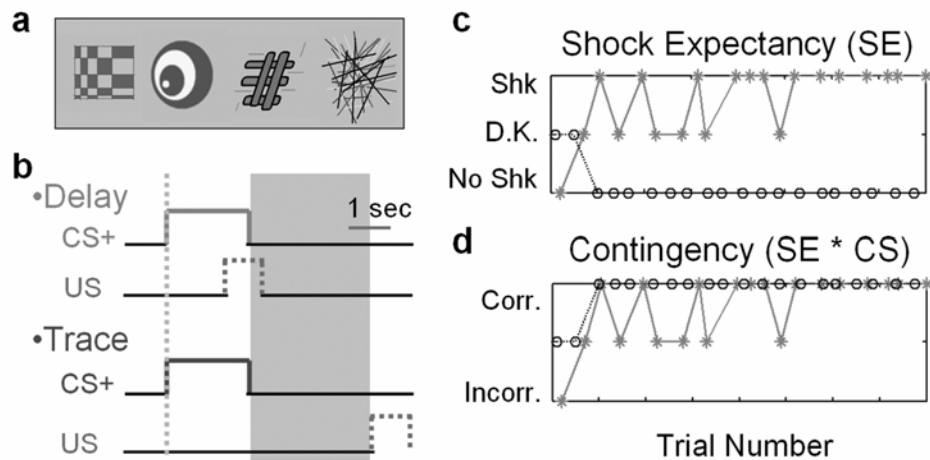 a
b
•Delay
CS+
1 sec
US
•Trace
CS+
US
c
Shock Expectancy (SE)
Shk
D.K.
No Shk
d
Contingency (SE * CS)
Corr.
Incorr.
Trial Number